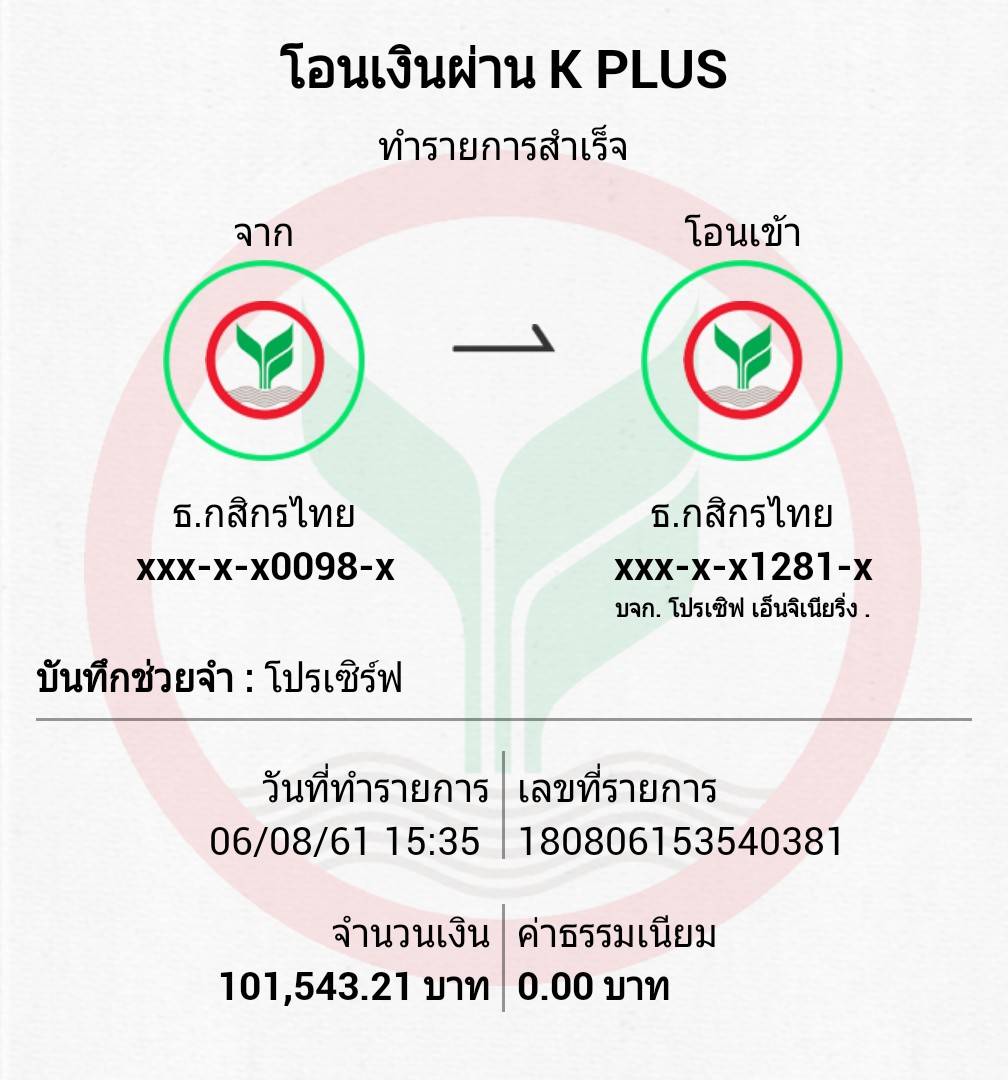 โอนเงินผ่าน K PLUS
ทำรายการสำเร็จ
จาก
โอนเข้า
ธ.กสิกรไทย
xxx-x-x0098-x
ธ.กสิกรไทย
xxx-x-x1281-x
บจก. โปรเซิฟ เอ็นจิเนียริ่ง .
บันทึกช่วยจำ : โปรเซิร์ฟ
วันที่ทำรายการ
06/08/61 15:35
เลขที่รายการ
180806153540381
จำนวนเงิน
101,543.21 บาท
ค่าธรรมเนียม
0.00 บาท